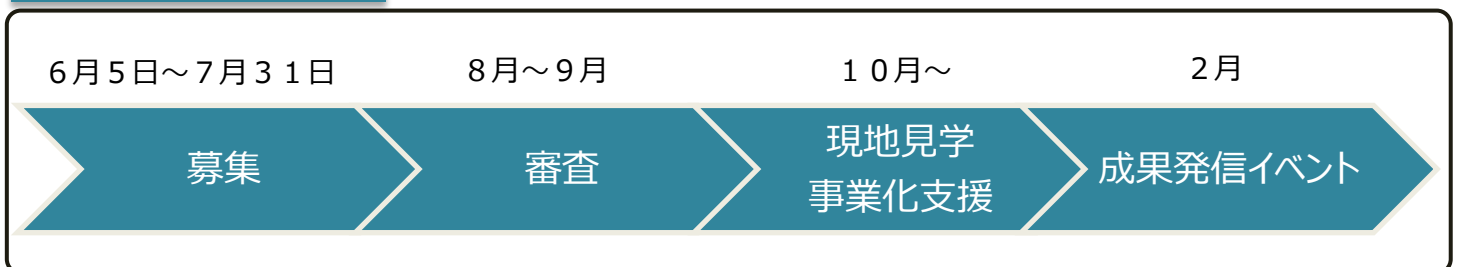 ６月５日～７月３１日
８月～９月
１０月～
２月
募集
審査
現地見学
事業化支援
成果発信イベント